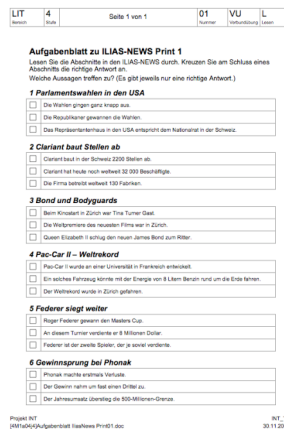 LIT 4 Seite 1 von 1 01 VU L
Bereich Stufe Nummer Verbundübung Lesen
Aufgabenblatt zu ILIAS-NEWS Print 1
Lesen Sie die Abschnitte in den ILIAS-NEWS durch. Kreuzen Sie am Schluss eines
Abschnitts die richtige Antwort an.
Welche Aussagen treffen zu? (Es gibt jeweils nur eine richtige Antwort.)
1 Parlamentswahlen in den USA
Die Wahlen gingen ganz knapp aus.
Die Republikaner gewannen die Wahlen.
Das Repräsentantenhaus in den USA entspricht dem Nationalrat in der Schweiz.
2 Clariant baut Stellen ab
Clariant baut in der Schweiz 2200 Stellen ab.
Clariant hat heute noch weltweit 32 000 Beschäftigte.
Die Firma betreibt weltweit 130 Fabriken.
3 Bond und Bodyguards
Beim Kinostart in Zürich war Tina Turner Gast.
Die Weltpremiere des neuesten Films war in Zürich.
Queen Elizabeth II schlug den neuen James Bond zum Ritter.
4 Pac-Car II – Weltrekord
Pac-Car II wurde an einer Universität in Frankreich entwickelt.
Ein solches Fahrzeug könnte mit der Energie von 8 Litern Benzin rund um die Erde fahren.
Der Weltrekord wurde in Zürich gefahren.
5 Federer siegt weiter
Roger Federer gewann den Masters Cup.
An diesem Turnier verdiente er 8 Millionen Dollar.
Federer ist der zweite Spieler, der je soviel verdiente.
6 Gewinnsprung bei Phonak
Phonak machte erstmals Verluste.
Der Gewinn nahm um fast einen Drittel zu.
Der Jahresumsatz überstieg die 500-Millionen-Grenze.
Projekt INT INT_
[4M1a04[4]Aufgabenblatt IliasNews Print01.doc 30.11.20